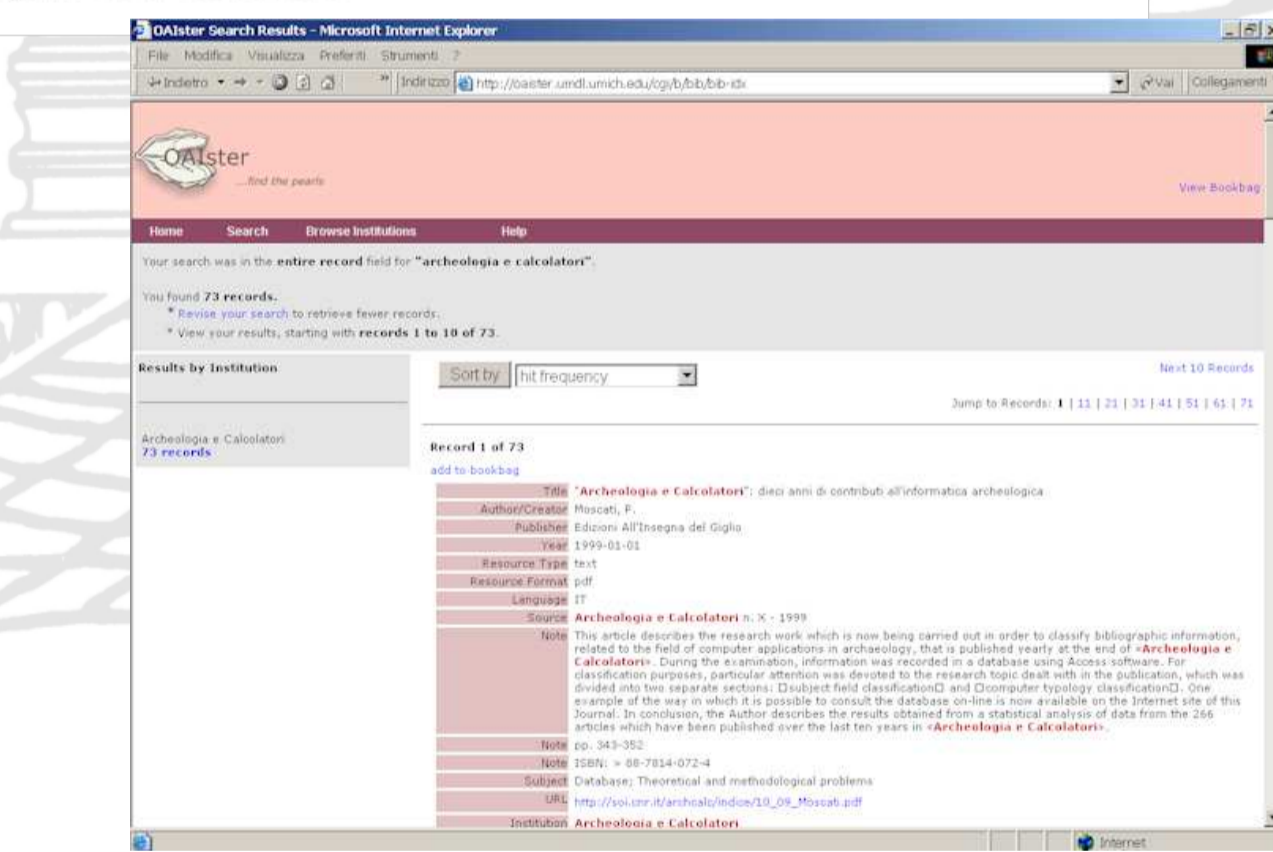 OAIster Search Results - Microsoft Internet Explorer
File Modifica Visualizza Preferiti Strumenti ?
Indietro » Indirizzo http://oaister.umdl.umich.edu/cgi/b/bib/bib-idx Vai Collegamenti
OAIster
...find the pearls
View Bookbag
Home Search Browse Institutions Help
Your search was in the entire record field for "archeologia e calcolatori".
You found 73 records.
* Revise your search to retrieve fewer records.
* View your results, starting with records 1 to 10 of 73.
Results by Institution
Sort by hit frequency
Next 10 Records
Jump to Records: 1 | 11 | 21 | 31 | 41 | 51 | 61 | 71
Archeologia e Calcolatori
73 records
Record 1 of 73
add to bookbag
Title "Archeologia e Calcolatori": dieci anni di contributi all'informatica archeologica
Author/Creator Moscati, P.
Publisher Edizioni All'Insegna del Giglio
Year 1999-01-01
Resource Type text
Resource Format pdf
Language IT
Source Archeologia e Calcolatori n. X - 1999
Note This article describes the research work which is now being carried out in order to classify bibliographic information,
related to the field of computer applications in archaeology, that is published yearly at the end of «Archeologia e
Calcolatori». During the examination, information was recorded in a database using Access software. For
classification purposes, particular attention was devoted to the research topic dealt with in the publication, which was
divided into two separate sections: □subject field classification□ and □computer typology classification□. One
example of the way in which it is possible to consult the database on-line is now available on the Internet site of this
Journal. In conclusion, the Author describes the results obtained from a statistical analysis of data from the 266
articles which have been published over the last ten years in «Archeologia e Calcolatori».
Note pp. 343-352
Note ISBN: > 88-7814-072-4
Subject Database; Theoretical and methodological problems
URL http://soi.cnr.it/archcalc/indice/10_09_Moscati.pdf
Institution Archeologia e Calcolatori
Internet